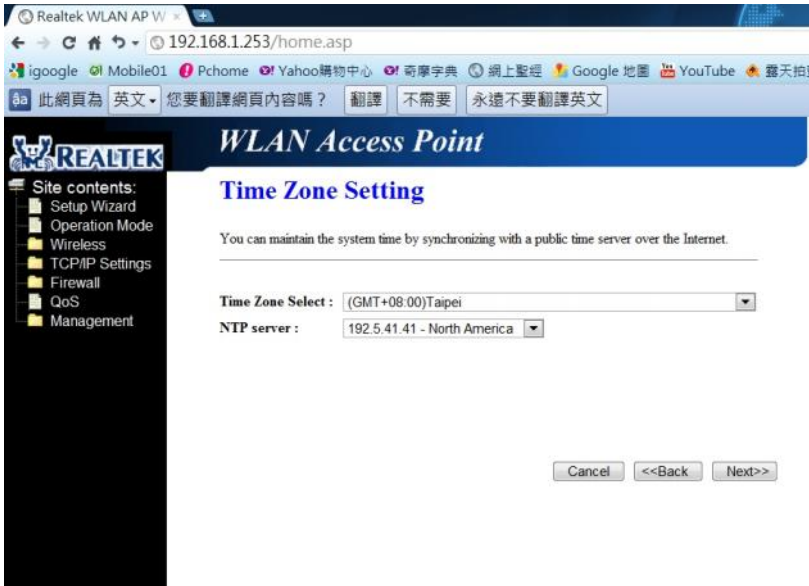 Realtek WLAN AP W
192.168.1.253/home.asp
igoogle Mobile01 Pchome Yahoo購物中心 奇摩字典 網上聖經 Google 地圖 YouTube 露天拍
此網頁為 英文 您要翻譯網頁內容嗎？ 翻譯 不需要 永遠不要翻譯英文
REALTEK
WLAN Access Point
Site contents:
Setup Wizard
Operation Mode
Wireless
TCP/IP Settings
Firewall
QoS
Management
Time Zone Setting
You can maintain the system time by synchronizing with a public time server over the Internet.
Time Zone Select : (GMT+08:00)Taipei
NTP server : 192.5.41.41 - North America
Cancel <<Back Next>>